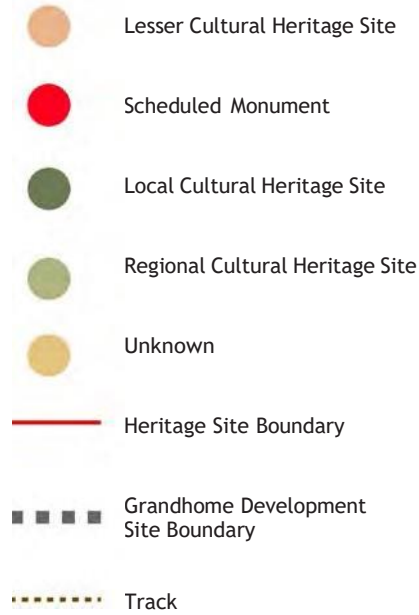 Lesser Cultural Heritage Site
Scheduled Monument
Local Cultural Heritage Site
Regional Cultural Heritage Site
Unknown
Heritage Site Boundary
Grandhome Development
Site Boundary
Track